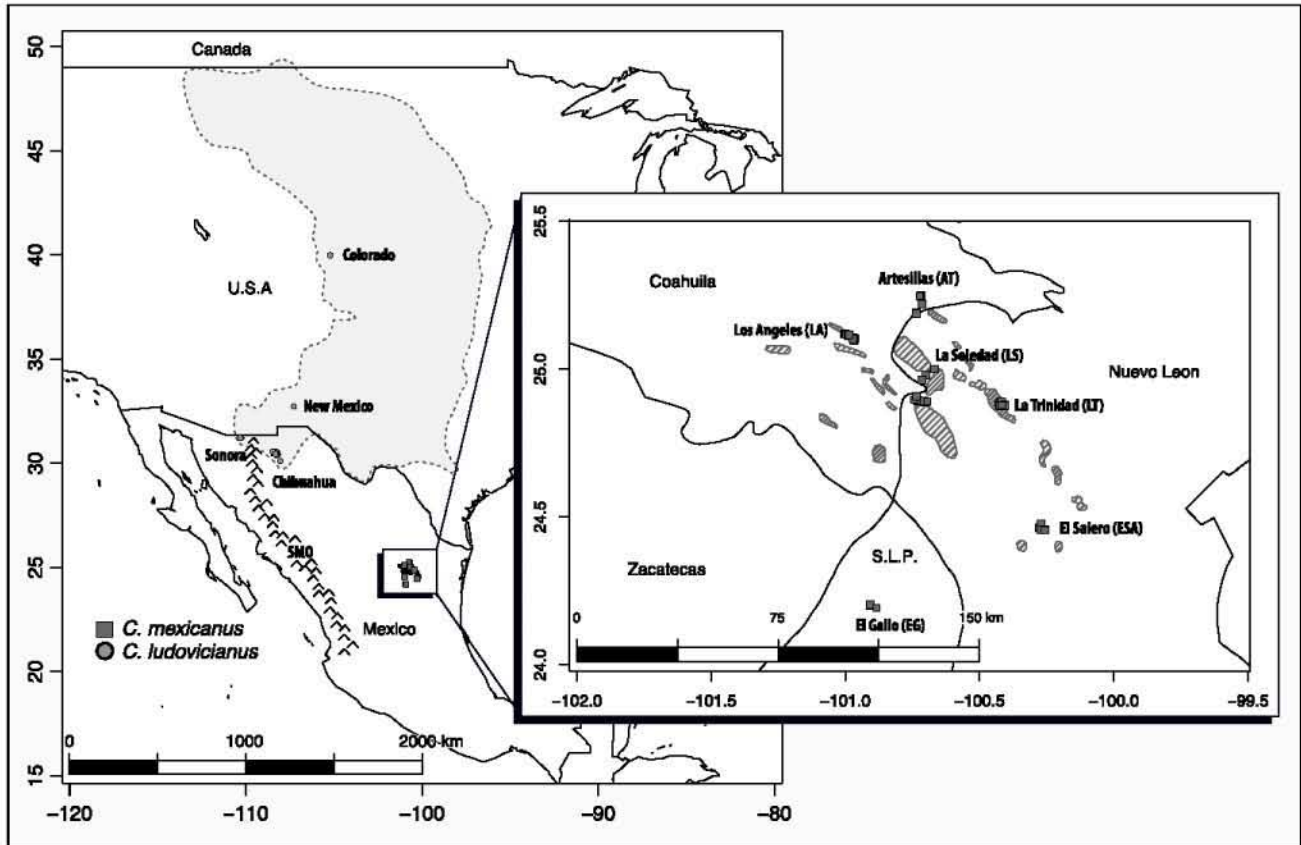 Canada
50
45
40
35
30
25
20
15
Colorado
U.S.A
New Mexico
Sonora
Chihuahua
SMO
Mexico
C. mexicanus
C. ludovicianus
0
1000
2000 km
−120
−110
−100
−90
−80
25.5
25.0
24.5
24.0
Coahuila
Artesillas (AT)
Los Angeles (LA)
La Soledad (LS)
Nuevo Leon
La Trinidad (LT)
El Salero (ESA)
S.L.P.
Zacatecas
0
75
150 km
El Gallo (EG)
−102.0
−101.5
−101.0
−100.5
−100.0
−99.5